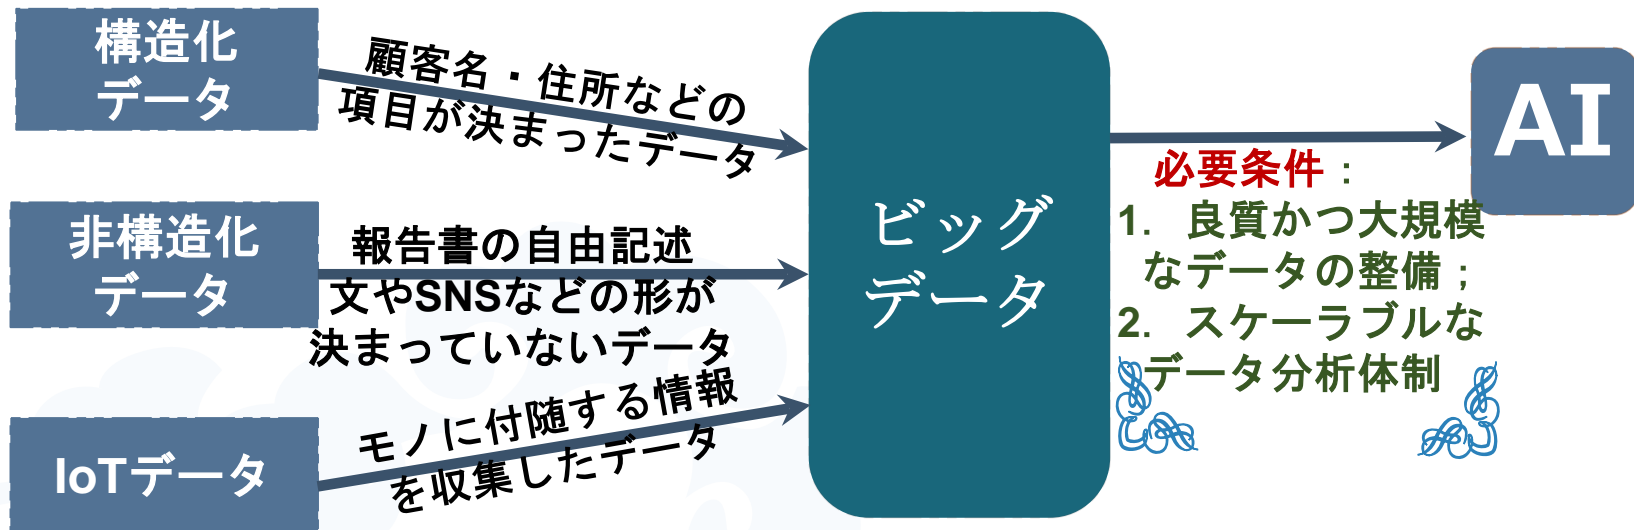 構造化
データ
顧客名・住所などの
項目が決まったデータ
非構造化
データ
報告書の自由記述
文やSNSなどの形が
決まっていないデータ
IoTデータ
モノに付随する情報
を収集したデータ
ビッグ
データ
AI
必要条件：
1. 良質かつ大規模
なデータの整備；
2. スケーラブルな
データ分析体制